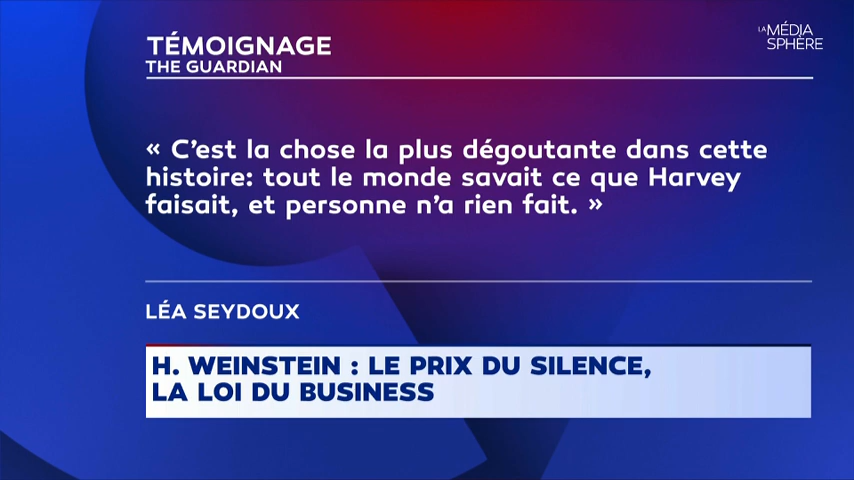 TÉMOIGNAGE
THE GUARDIAN
LA MÉDIA
SPHÈRE
« C'est la chose la plus dégoutante dans cette
histoire: tout le monde savait ce que Harvey
faisait, et personne n'a rien fait. »
LÉA SEYDOUX
H. WEINSTEIN : LE PRIX DU SILENCE,
LA LOI DU BUSINESS